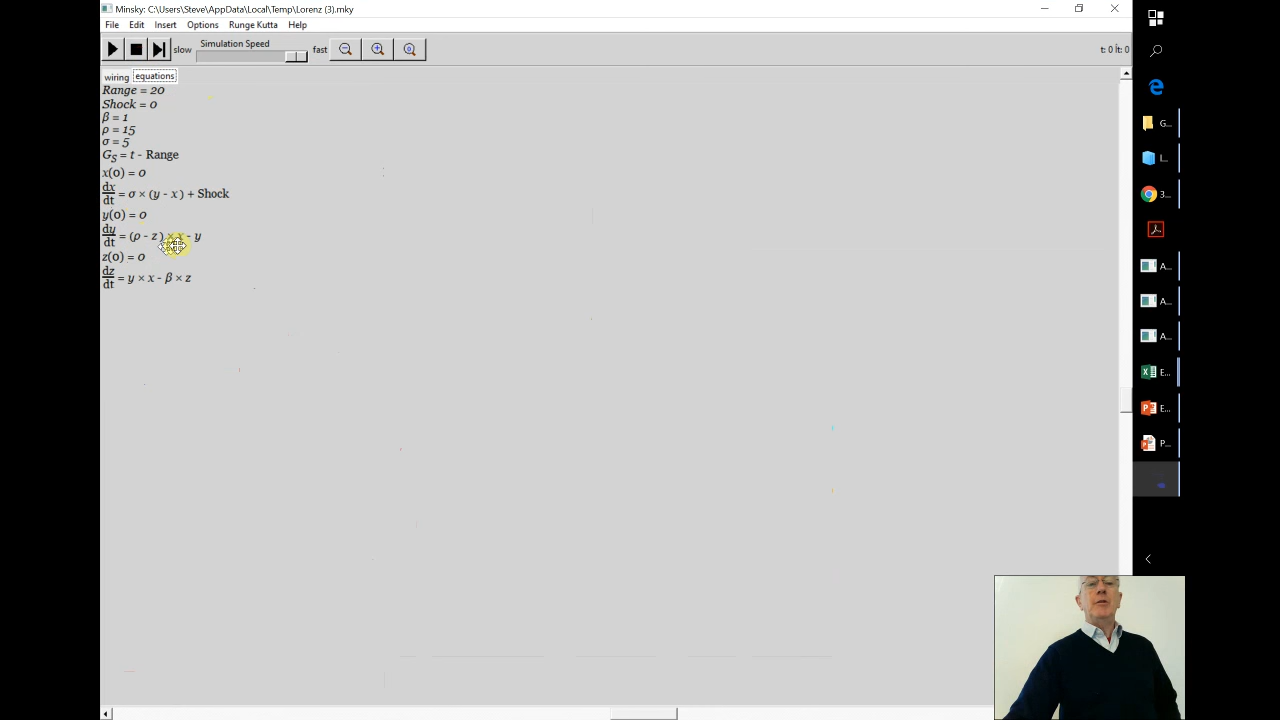 Minsky: C:\Users\Steve\AppData\Local\Temp\Lorenz (3).mky
File Edit Insert Options Runge Kutta Help
slow Simulation Speed fast
t: 0 Δt: 0
wiring equations
Range = 20
Shock = 0
β = 1
ρ = 15
σ = 5
G_S = t - Range
x(0) = 0
dx/dt = σ × (y - x) + Shock
y(0) = 0
dy/dt = (ρ - z) × x - y
z(0) = 0
dz/dt = y × x - β × z
G...
I...
3...
A...
A...
A...
E...
E...
P...